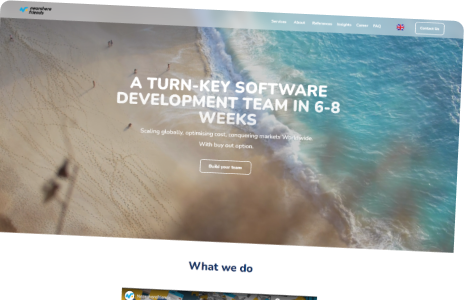 nearshore
friends
Services About References Insights Career FAQ
Contact us
A TURN-KEY SOFTWARE
DEVELOPMENT TEAM IN 6-8
WEEKS
Scaling globally, optimising cost, conquering markets Worldwide.
With buy out option.
Build your team
What we do